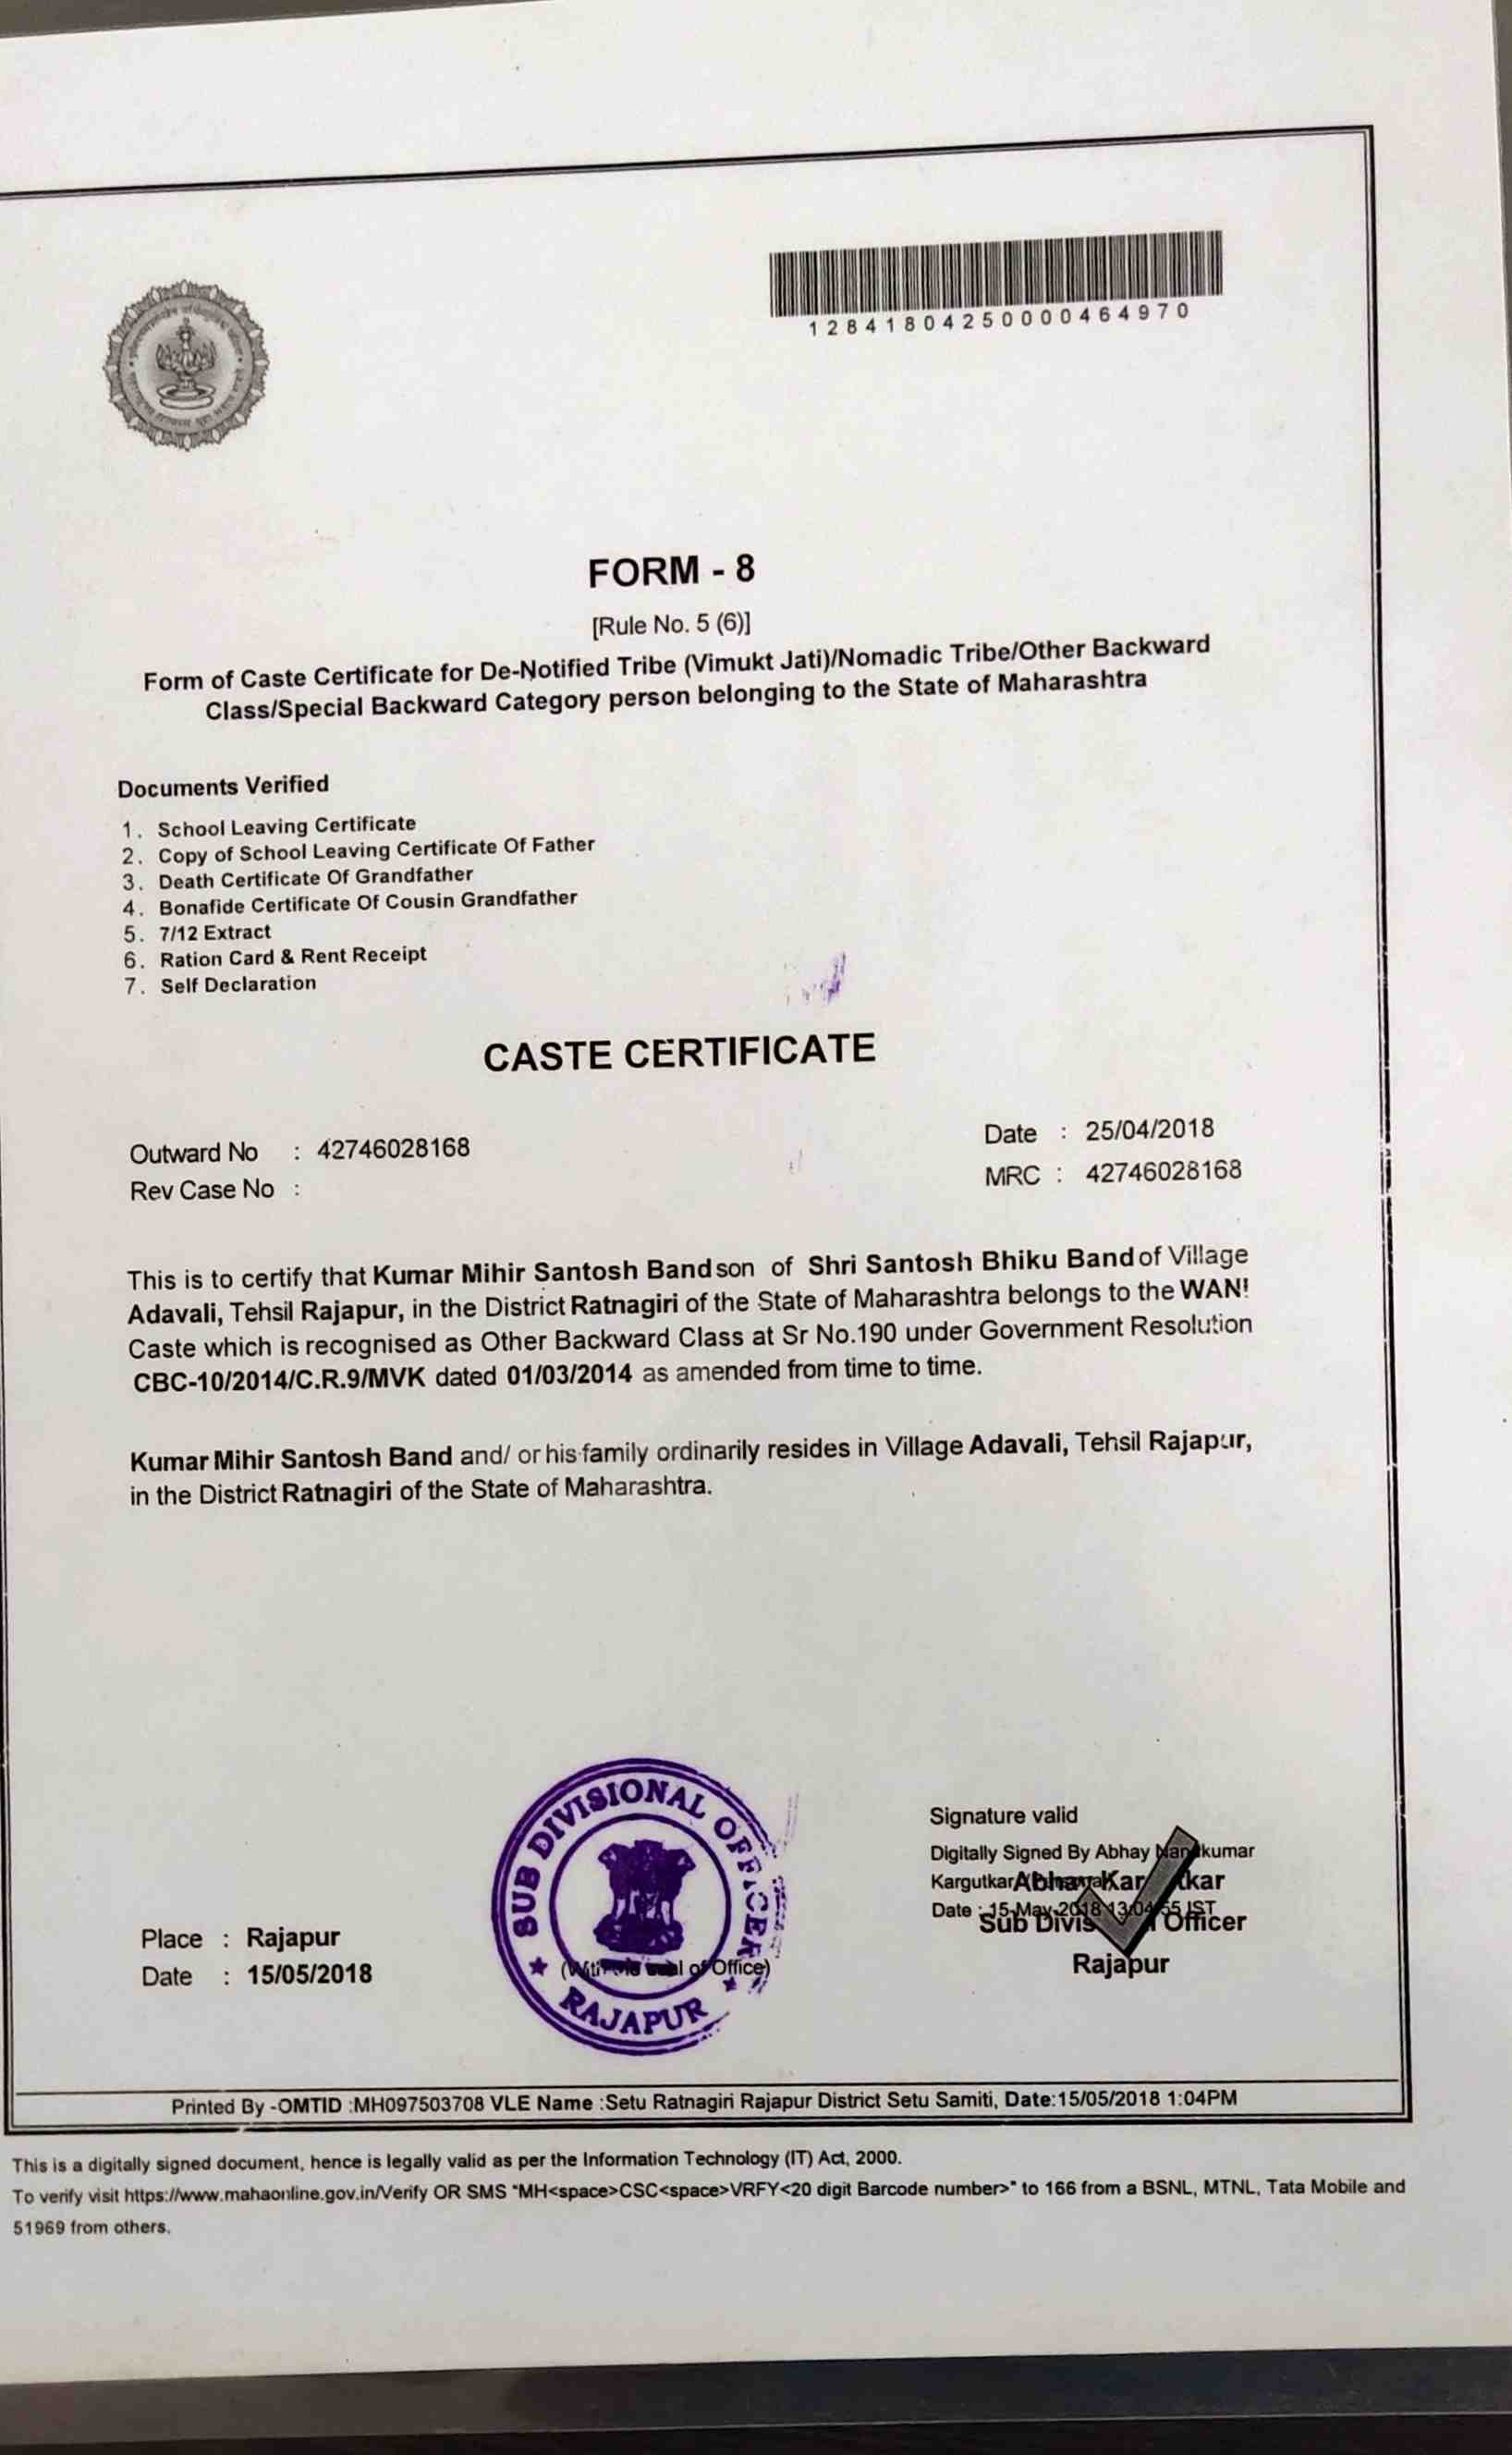 12841804250000464970
FORM - 8
[Rule No. 5 (6)]
Form of Caste Certificate for De-Notified Tribe (Vimukt Jati)/Nomadic Tribe/Other Backward
Class/Special Backward Category person belonging to the State of Maharashtra
Documents Verified
1. School Leaving Certificate
2. Copy of School Leaving Certificate Of Father
3. Death Certificate Of Grandfather
4. Bonafide Certificate Of Cousin Grandfather
5. 7/12 Extract
6. Ration Card & Rent Receipt
7. Self Declaration
CASTE CERTIFICATE
Outward No : 42746028168
Date : 25/04/2018
Rev Case No :
MRC : 42746028168
This is to certify that Kumar Mihir Santosh Band son of Shri Santosh Bhiku Band of Village
Adavali, Tehsil Rajapur, in the District Ratnagiri of the State of Maharashtra belongs to the WANI
Caste which is recognised as Other Backward Class at Sr No.190 under Government Resolution
CBC-10/2014/C.R.9/MVK dated 01/03/2014 as amended from time to time.
Kumar Mihir Santosh Band and/ or his family ordinarily resides in Village Adavali, Tehsil Rajapur,
in the District Ratnagiri of the State of Maharashtra.
SUB DIVISIONAL OFFICER
RAJAPUR
of Office)
Signature valid
Digitally Signed By Abhay Nandkumar
Kargutkar
Date : 15-May-2018 13:04:55 IST
Officer
Rajapur
Place : Rajapur
Date : 15/05/2018
Printed By -OMTID :MH097503708 VLE Name :Setu Ratnagiri Rajapur District Setu Samiti, Date:15/05/2018 1:04PM
This is a digitally signed document, hence is legally valid as per the Information Technology (IT) Act, 2000.
To verify visit https://www.mahaonline.gov.in/Verify OR SMS "MH<space>CSC<space>VRFY<20 digit Barcode number>" to 166 from a BSNL, MTNL, Tata Mobile and
51969 from others.